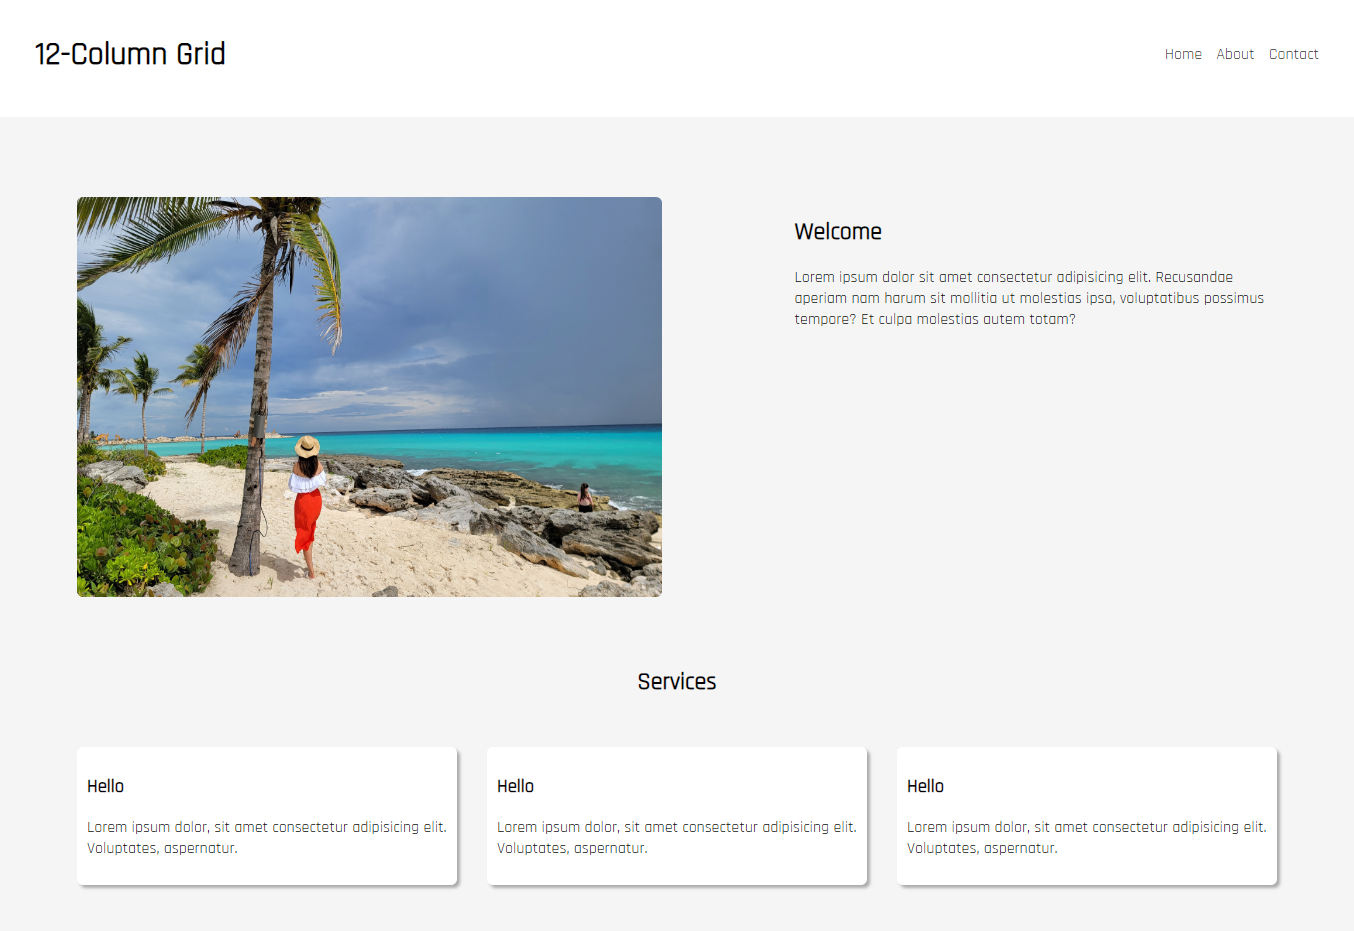 12-Column Grid
Home About Contact
Welcome
Lorem ipsum dolor sit amet consectetur adipisicing elit. Recusandae
aperiam nam harum sit mollitia ut molestias ipsa, voluptatibus possimus
tempore? Et culpa molestias autem totam?
Services
Hello
Lorem ipsum dolor, sit amet consectetur adipisicing elit.
Voluptates, aspernatur.
Hello
Lorem ipsum dolor, sit amet consectetur adipisicing elit.
Voluptates, aspernatur.
Hello
Lorem ipsum dolor, sit amet consectetur adipisicing elit.
Voluptates, aspernatur.